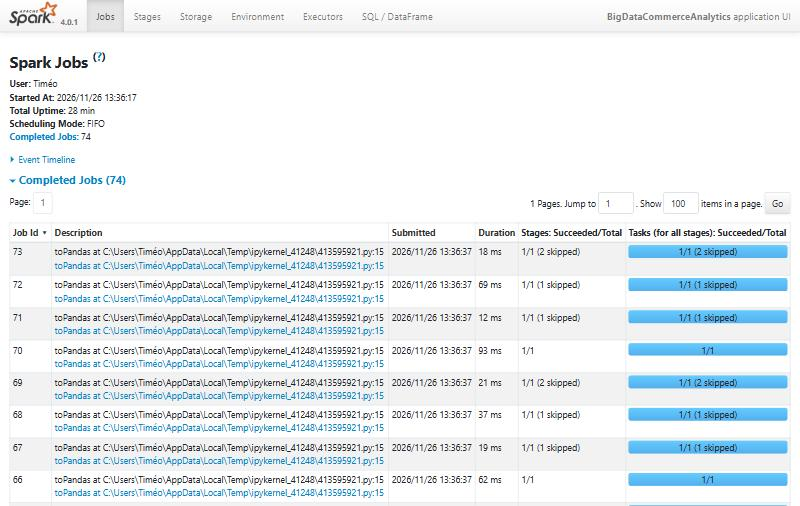 APACHE
Spark 4.0.1 Jobs Stages Storage Environment Executors SQL / DataFrame BigDataCommerceAnalytics application UI
Spark Jobs (?)
User: Timéo
Started At: 2026/11/26 13:36:17
Total Uptime: 28 min
Scheduling Mode: FIFO
Completed Jobs: 74
Event Timeline
Completed Jobs (74)
Page: 1 1 Pages. Jump to 1 . Show 100 items in a page. Go
Job Id ▾ Description Submitted Duration Stages: Succeeded/Total Tasks (for all stages): Succeeded/Total
73 toPandas at C:\Users\Timéo\AppData\Local\Temp\ipykernel_41248\413595921.py:15 2026/11/26 13:36:37 18 ms 1/1 (2 skipped) 1/1 (2 skipped)
toPandas at C:\Users\Timéo\AppData\Local\Temp\ipykernel_41248\413595921.py:15
72 toPandas at C:\Users\Timéo\AppData\Local\Temp\ipykernel_41248\413595921.py:15 2026/11/26 13:36:37 69 ms 1/1 (1 skipped) 1/1 (1 skipped)
toPandas at C:\Users\Timéo\AppData\Local\Temp\ipykernel_41248\413595921.py:15
71 toPandas at C:\Users\Timéo\AppData\Local\Temp\ipykernel_41248\413595921.py:15 2026/11/26 13:36:37 12 ms 1/1 (1 skipped) 1/1 (1 skipped)
toPandas at C:\Users\Timéo\AppData\Local\Temp\ipykernel_41248\413595921.py:15
70 toPandas at C:\Users\Timéo\AppData\Local\Temp\ipykernel_41248\413595921.py:15 2026/11/26 13:36:37 93 ms 1/1 1/1
toPandas at C:\Users\Timéo\AppData\Local\Temp\ipykernel_41248\413595921.py:15
69 toPandas at C:\Users\Timéo\AppData\Local\Temp\ipykernel_41248\413595921.py:15 2026/11/26 13:36:37 21 ms 1/1 (2 skipped) 1/1 (2 skipped)
toPandas at C:\Users\Timéo\AppData\Local\Temp\ipykernel_41248\413595921.py:15
68 toPandas at C:\Users\Timéo\AppData\Local\Temp\ipykernel_41248\413595921.py:15 2026/11/26 13:36:37 37 ms 1/1 (1 skipped) 1/1 (1 skipped)
toPandas at C:\Users\Timéo\AppData\Local\Temp\ipykernel_41248\413595921.py:15
67 toPandas at C:\Users\Timéo\AppData\Local\Temp\ipykernel_41248\413595921.py:15 2026/11/26 13:36:37 19 ms 1/1 (1 skipped) 1/1 (1 skipped)
toPandas at C:\Users\Timéo\AppData\Local\Temp\ipykernel_41248\413595921.py:15
66 toPandas at C:\Users\Timéo\AppData\Local\Temp\ipykernel_41248\413595921.py:15 2026/11/26 13:36:37 62 ms 1/1 1/1
toPandas at C:\Users\Timéo\AppData\Local\Temp\ipykernel_41248\413595921.py:15